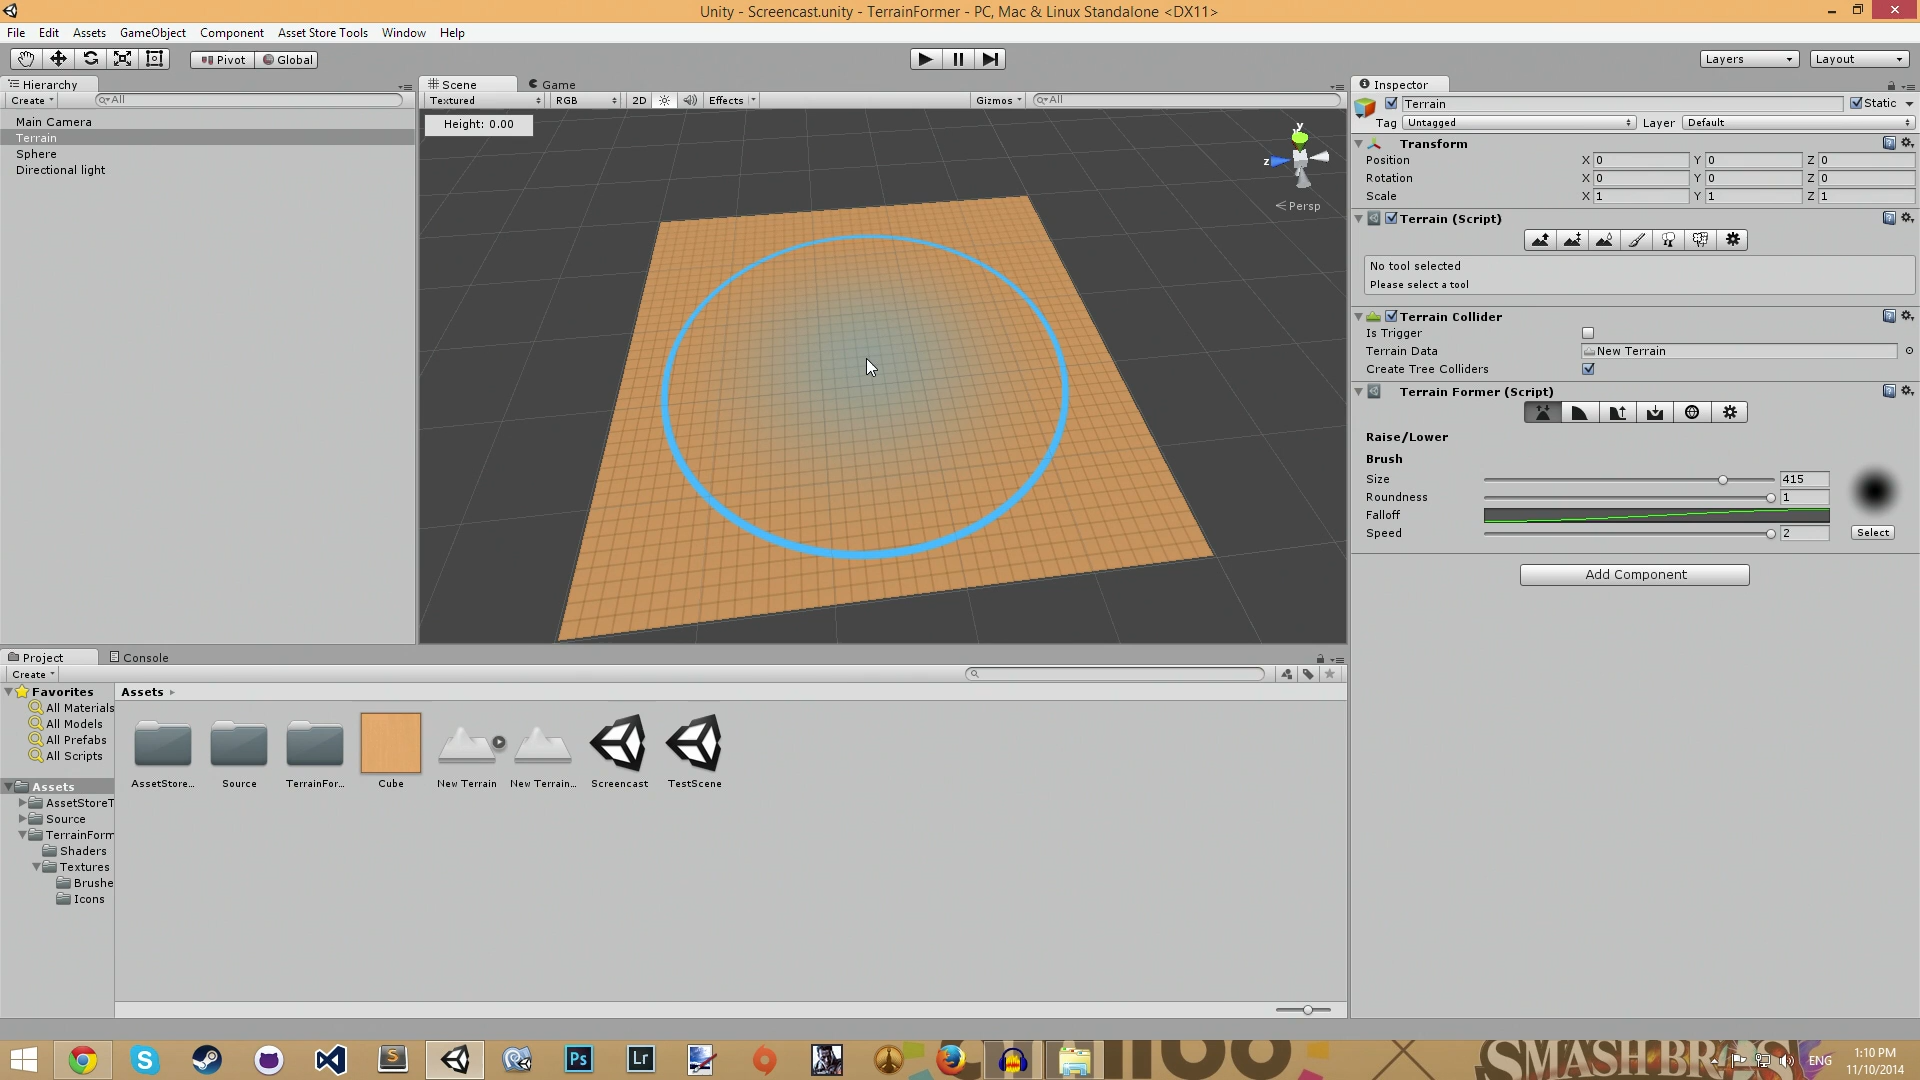 Unity - Screencast.unity - TerrainFormer - PC, Mac & Linux Standalone <DX11>
File Edit Assets GameObject Component Asset Store Tools Window Help
Pivot Global Layers Layout
Hierarchy
Create All
Main Camera
Terrain
Sphere
Directional light
Scene Game
Textured RGB 2D Effects Gizmos All
Height: 0.00
y
z
Persp
Inspector
Terrain Static
Tag Untagged Layer Default
Transform
Position X 0 Y 0 Z 0
Rotation X 0 Y 0 Z 0
Scale X 1 Y 1 Z 1
Terrain (Script)
No tool selected
Please select a tool
Terrain Collider
Is Trigger
Terrain Data New Terrain
Create Tree Colliders
Terrain Former (Script)
Raise/Lower
Brush
Size 415
Roundness 1
Falloff
Speed 2 Select
Add Component
Project Console
Create
Favorites
All Materials
All Models
All Prefabs
All Scripts
Assets
AssetStoreT
Source
TerrainForm
Shaders
Textures
Brushe
Icons
Assets
AssetStore... Source TerrainFor... Cube New Terrain New Terrain... Screencast TestScene
Ps Lr
SMASH BROS
ENG
1:10 PM
11/10/2014